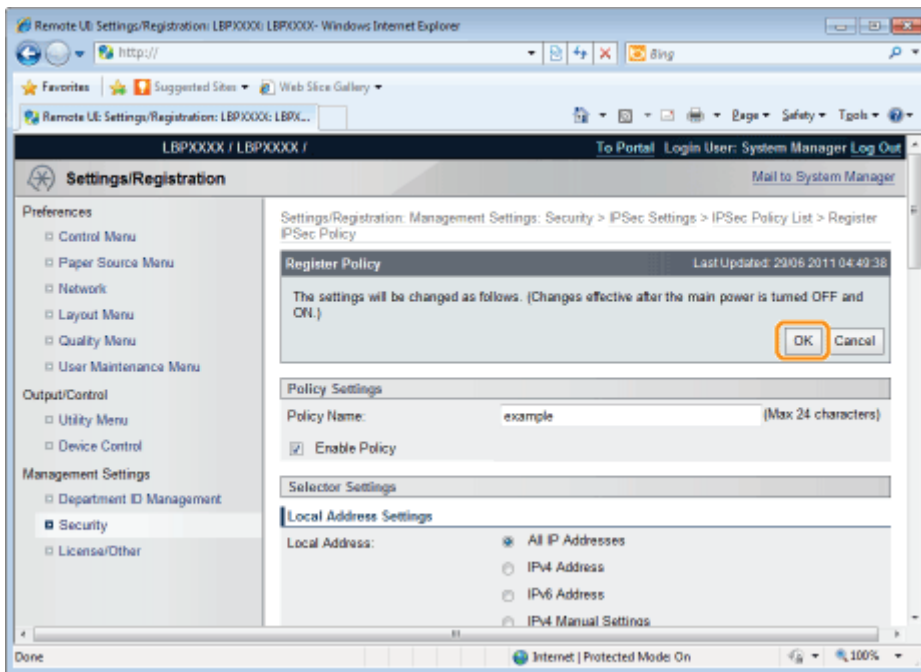 Remote UI: Settings/Registration: LBPXXXX: LBPXXXX- Windows Internet Explorer
http://
Bing
Favorites Suggested Sites Web Slice Gallery
Remote UI: Settings/Registration: LBPXXXX: LBPX...
Page Safety Tools
LBPXXXX / LBPXXXX /
To Portal Login User: System Manager Log Out
Settings/Registration
Mail to System Manager
Preferences
Control Menu
Paper Source Menu
Network
Layout Menu
Quality Menu
User Maintenance Menu
Output/Control
Utility Menu
Device Control
Management Settings
Department ID Management
Security
License/Other
Settings/Registration: Management Settings: Security > IPSec Settings > IPSec Policy List > Register
IPSec Policy
Register Policy
Last Updated: 29/06 2011 04:49:38
The settings will be changed as follows. (Changes effective after the main power is turned OFF and
ON.)
OK Cancel
Policy Settings
Policy Name: example (Max 24 characters)
Enable Policy
Selector Settings
Local Address Settings
Local Address: All IP Addresses
IPv4 Address
IPv6 Address
IPv4 Manual Settings
Done
Internet | Protected Mode: On
100%